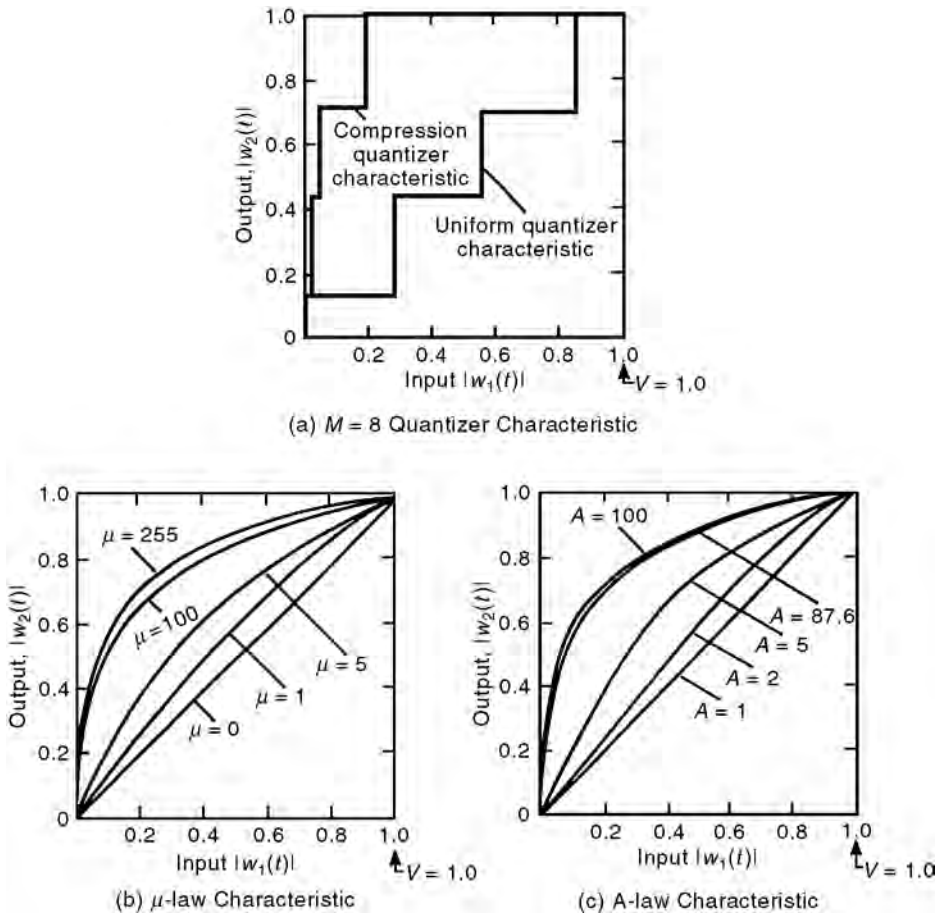 1.0
0.8
0.6
0.4
0.2
0
Output, |w₂(t)|
Compression
quantizer
characteristic
Uniform quantizer
characteristic
0.2 0.4 0.6 0.8 1.0
Input |w₁(t)|
V = 1.0
(a) M = 8 Quantizer Characteristic
1.0
0.8
0.6
0.4
0.2
0
Output, |w₂(t)|
μ = 255
μ = 100
μ = 5
μ = 1
μ = 0
0.2 0.4 0.6 0.8 1.0
Input |w₁(t)|
V = 1.0
(b) μ-law Characteristic
1.0
0.8
0.6
0.4
0.2
0
Output, |w₂(t)|
A = 100
A = 87.6
A = 5
A = 2
A = 1
0.2 0.4 0.6 0.8 1.0
Input |w₁(t)|
V = 1.0
(c) A-law Characteristic